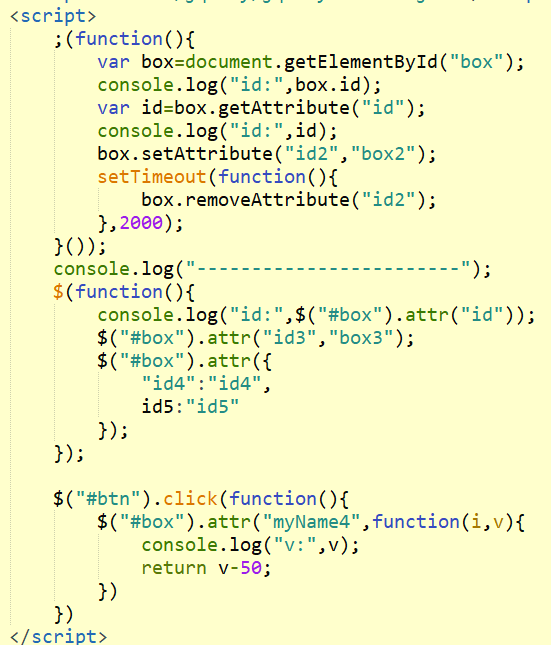 <script>
;(function(){
var box=document.getElementById("box");
console.log("id:",box.id);
var id=box.getAttribute("id");
console.log("id:",id);
box.setAttribute("id2","box2");
setTimeout(function(){
box.removeAttribute("id2");
},2000);
}());
console.log("------------------------");
$(function(){
console.log("id:",$("#box").attr("id"));
$("#box").attr("id3","box3");
$("#box").attr({
"id4":"id4",
id5:"id5"
});
});
$("#btn").click(function(){
$("#box").attr("myName4",function(i,v){
console.log("v:",v);
return v-50;
})
})
</script>